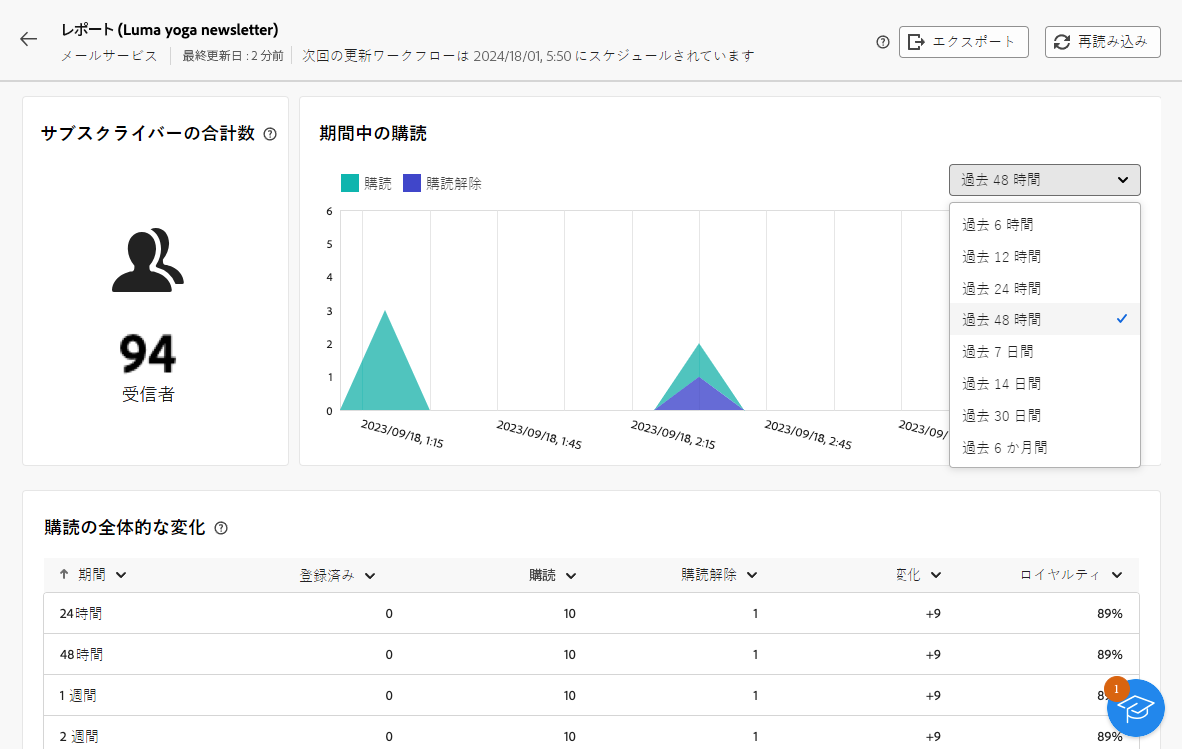 レポート (Luma yoga newsletter)
メールサービス 最終更新日 : 2 分前 次回の更新ワークフローは 2024/18/01, 5:50 にスケジュールされています
エクスポート
再読み込み
サブスクライバーの合計数
94
受信者
期間中の購読
購読 購読解除
過去 48 時間
過去 6 時間
過去 12 時間
過去 24 時間
過去 48 時間
過去 7 日間
過去 14 日間
過去 30 日間
過去 6 か月間
6
5
4
3
2
1
0
2023/09/18, 1:15 2023/09/18, 1:45 2023/09/18, 2:15 2023/09/18, 2:45 2023/09/
購読の全体的な変化
期間 登録済み 購読 購読解除 変化 ロイヤルティ
24時間 0 10 1 +9 89%
48時間 0 10 1 +9 89%
1 週間 0 10 1 +9 8
2 週間 0 10 1 +9 89%
1